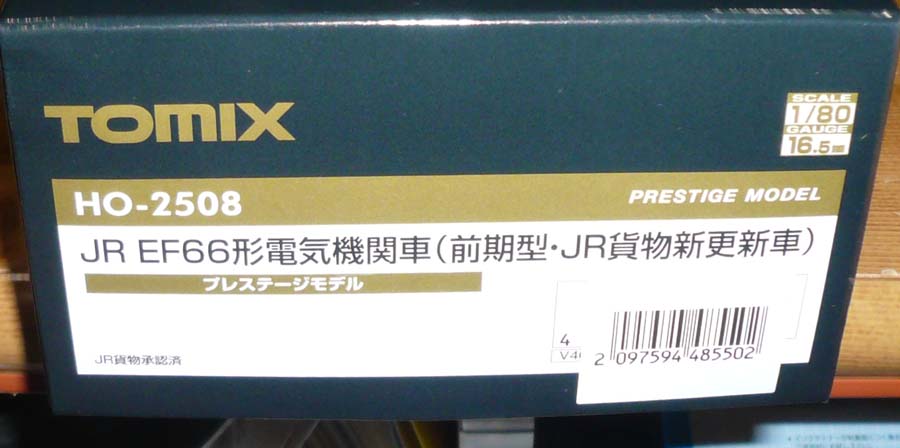 TOMIX
SCALE
1/80
GAUGE
16.5mm
HO-2508
PRESTIGE MODEL
JR EF66形電気機関車(前期型・JR貨物新更新車)
プレステージモデル
4
V4
2 097594 485502
JR貨物承認済